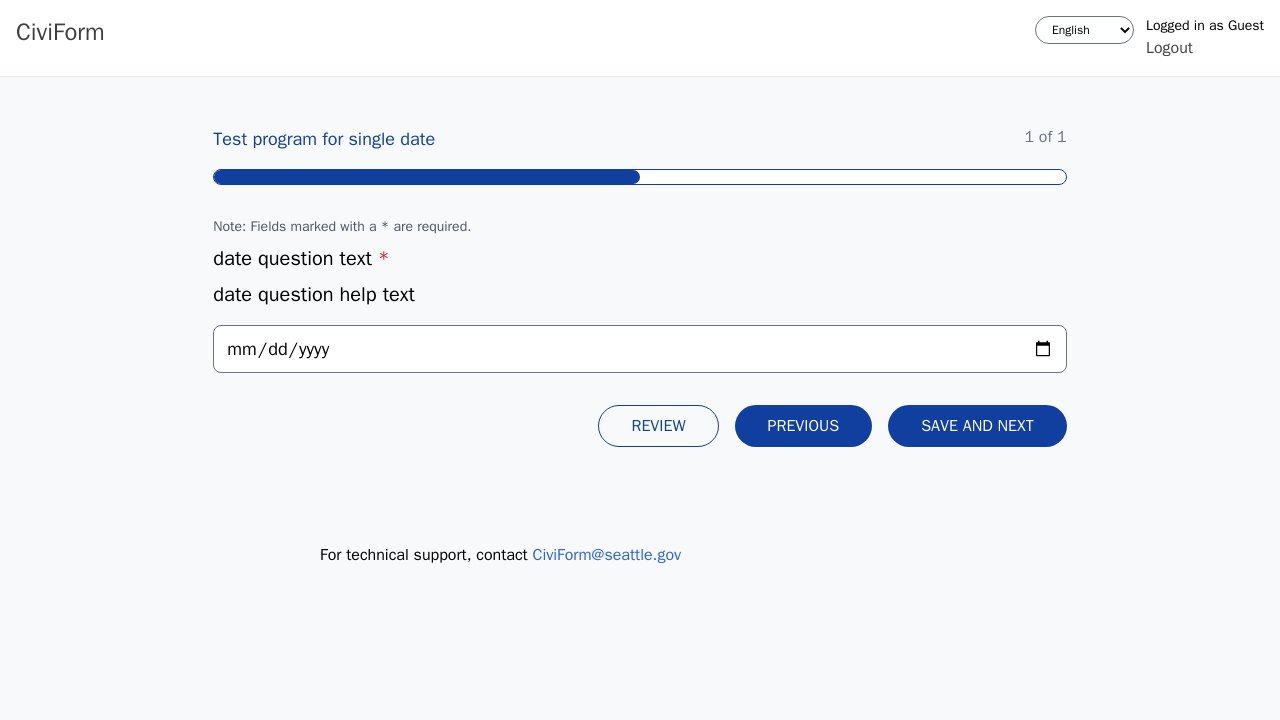 CiviForm
English
Logged in as Guest
Logout
Test program for single date
1 of 1
Note: Fields marked with a * are required.
date question text *
date question help text
mm/dd/yyyy
REVIEW
PREVIOUS
SAVE AND NEXT
For technical support, contact CiviForm@seattle.gov